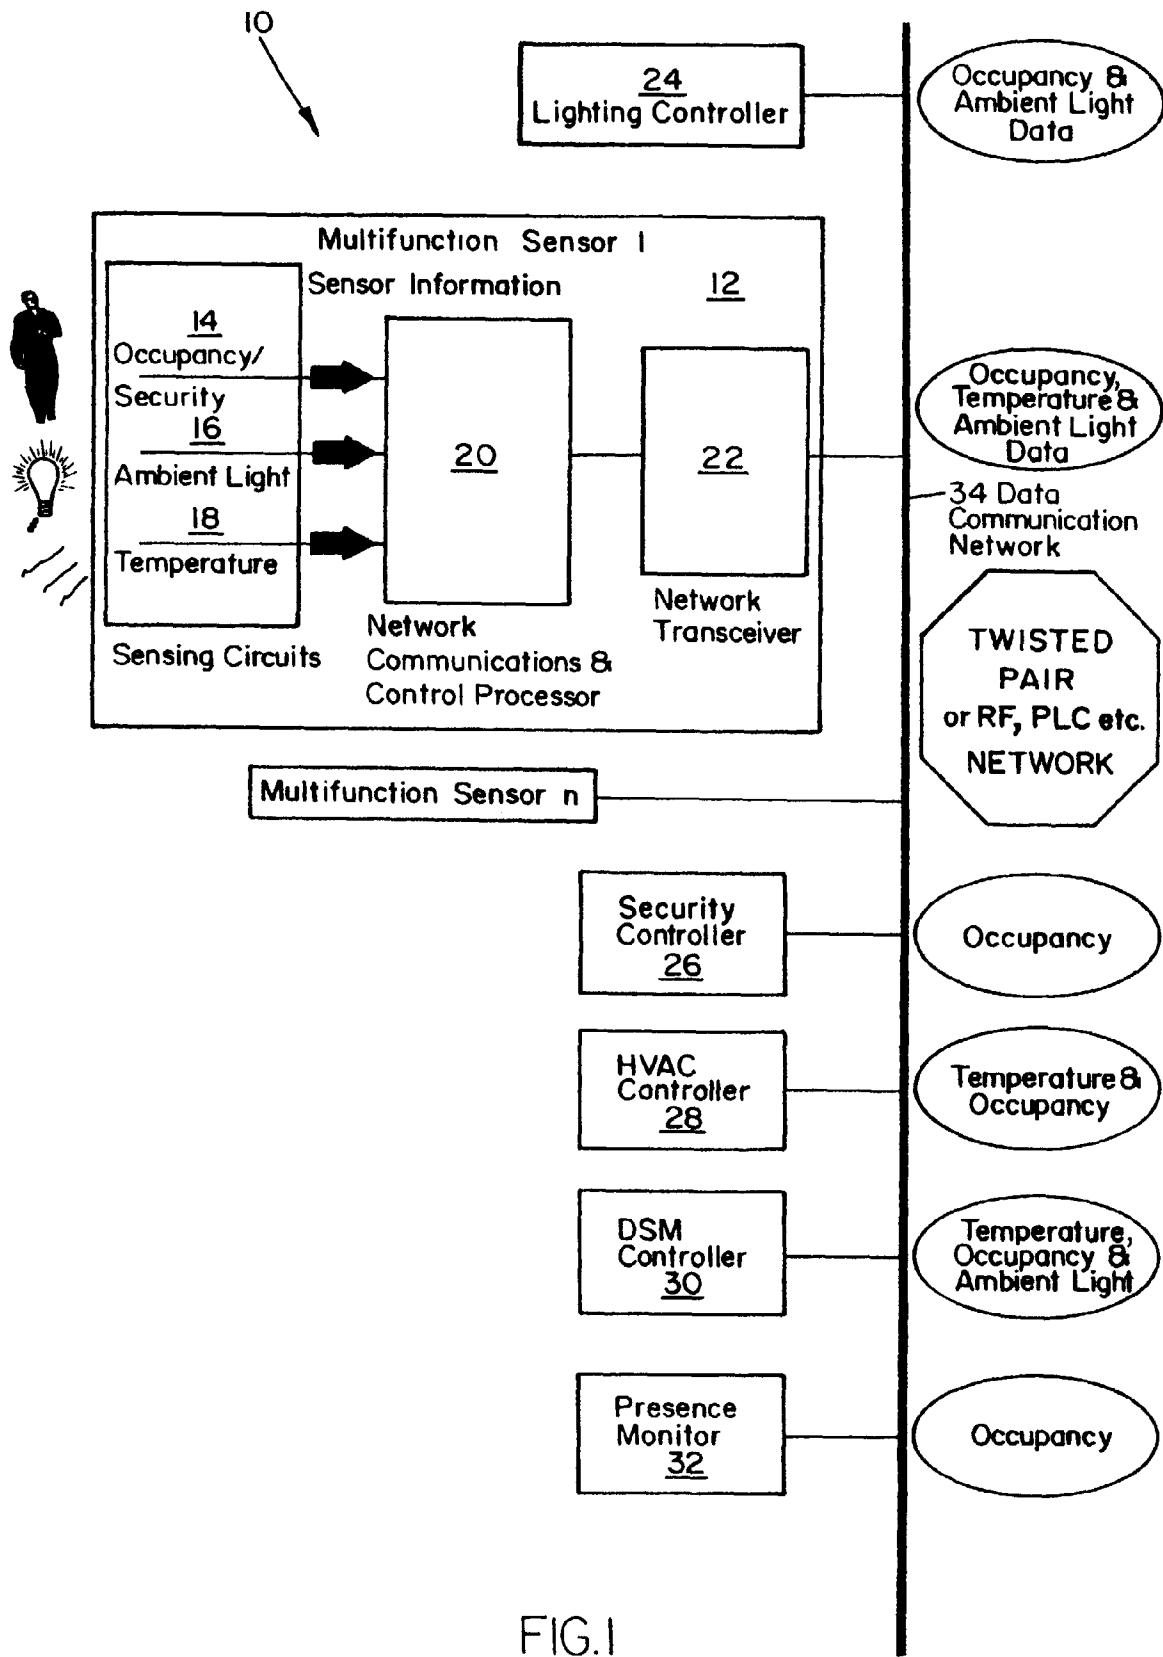 10
24
Lighting Controller
Occupancy &
Ambient Light
Data
Multifunction Sensor 1
Sensor Information
12
14
Occupancy/
Security
16
Ambient Light
18
Temperature
Sensing Circuits
20
Network
Communications &
Control Processor
22
Network
Transceiver
Occupancy,
Temperature &
Ambient Light
Data
34 Data
Communication
Network
TWISTED
PAIR
or RF, PLC etc.
NETWORK
Multifunction Sensor n
Security
Controller
26
Occupancy
HVAC
Controller
28
Temperature &
Occupancy
DSM
Controller
30
Temperature,
Occupancy &
Ambient Light
Presence
Monitor
32
Occupancy
FIG.1